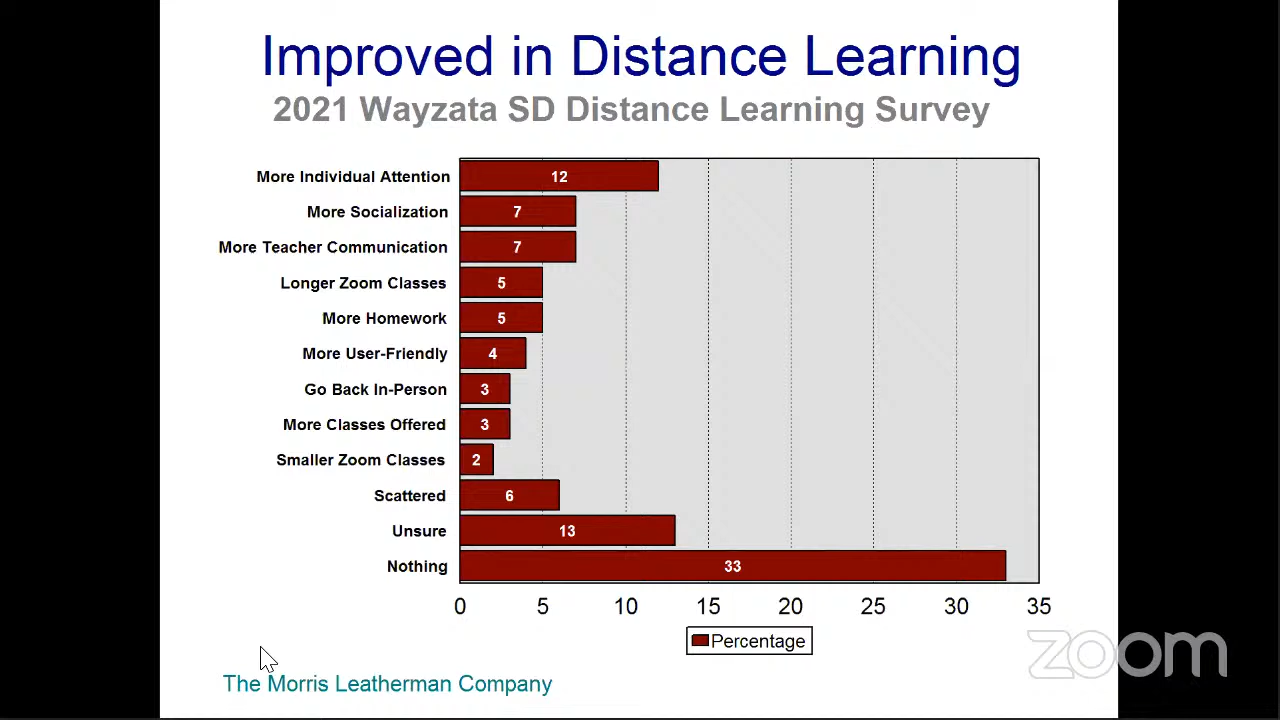 Improved in Distance Learning
2021 Wayzata SD Distance Learning Survey
More Individual Attention 12
More Socialization 7
More Teacher Communication 7
Longer Zoom Classes 5
More Homework 5
More User-Friendly 4
Go Back In-Person 3
More Classes Offered 3
Smaller Zoom Classes 2
Scattered 6
Unsure 13
Nothing 33
0 5 10 15 20 25 30 35
Percentage
zoom
The Morris Leatherman Company